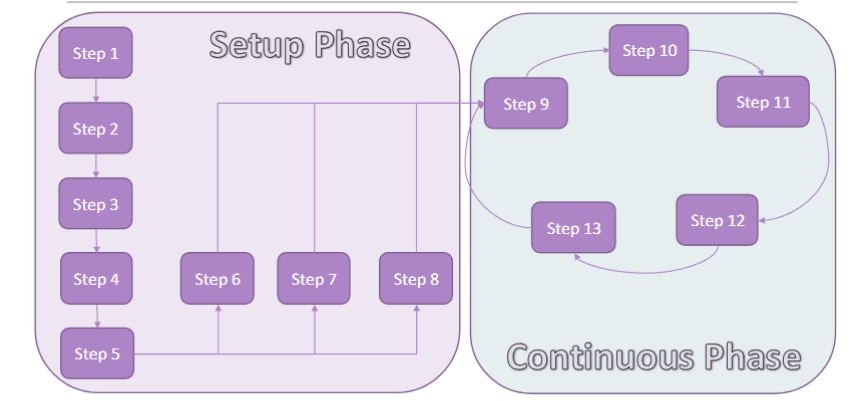 Setup Phase
Step 1
Step 2
Step 3
Step 4
Step 5
Step 6
Step 7
Step 8
Step 9
Step 10
Step 11
Step 12
Step 13
Continuous Phase